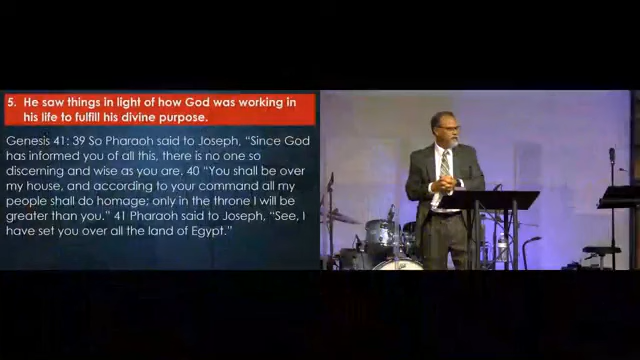 5. He saw things in light of how God was working in
his life to fulfill his divine purpose.
Genesis 41: 39 So Pharaoh said to Joseph, “Since God
has informed you of all this, there is no one so
discerning and wise as you are. 40 “You shall be over
my house, and according to your command all my
people shall do homage; only in the throne I will be
greater than you.” 41 Pharaoh said to Joseph, “See, I
have set you over all the land of Egypt.”